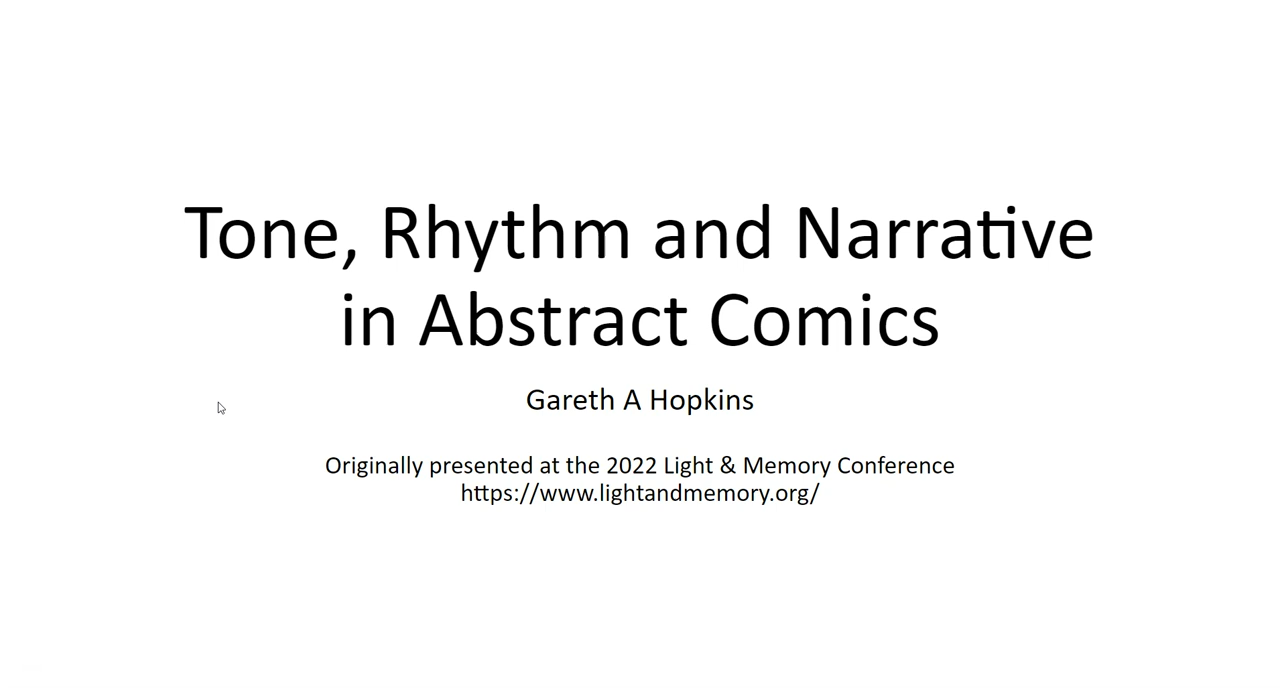 Tone, Rhythm and Narrative
in Abstract Comics
Gareth A Hopkins
Originally presented at the 2022 Light & Memory Conference
https://www.lightandmemory.org/